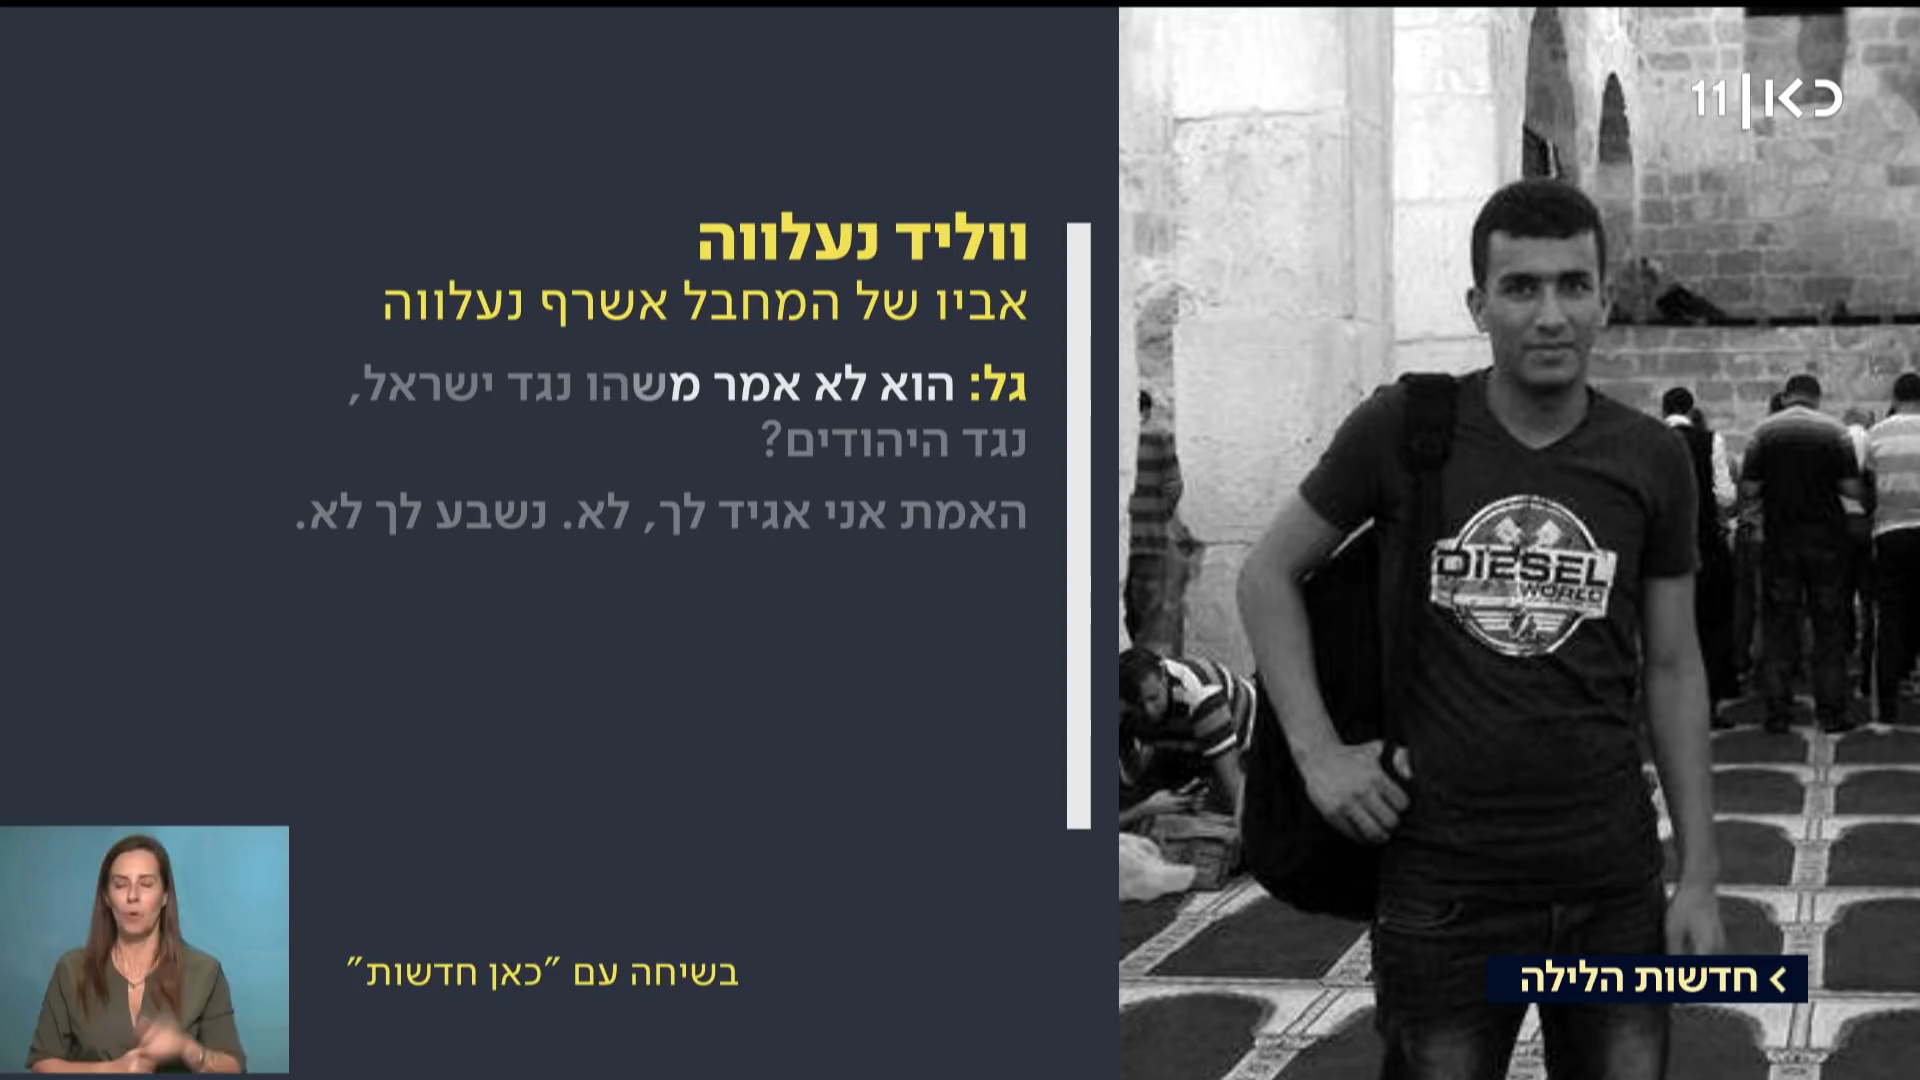 כאן 11
ווליד נעלווה
אביו של המחבל אשרף נעלווה
גל: הוא לא אמר משהו נגד ישראל,
נגד היהודים?
האמת אני אגיד לך, לא. נשבע לך לא.
DIESEL
WORLD
בשיחה עם "כאן חדשות"
חדשות הלילה